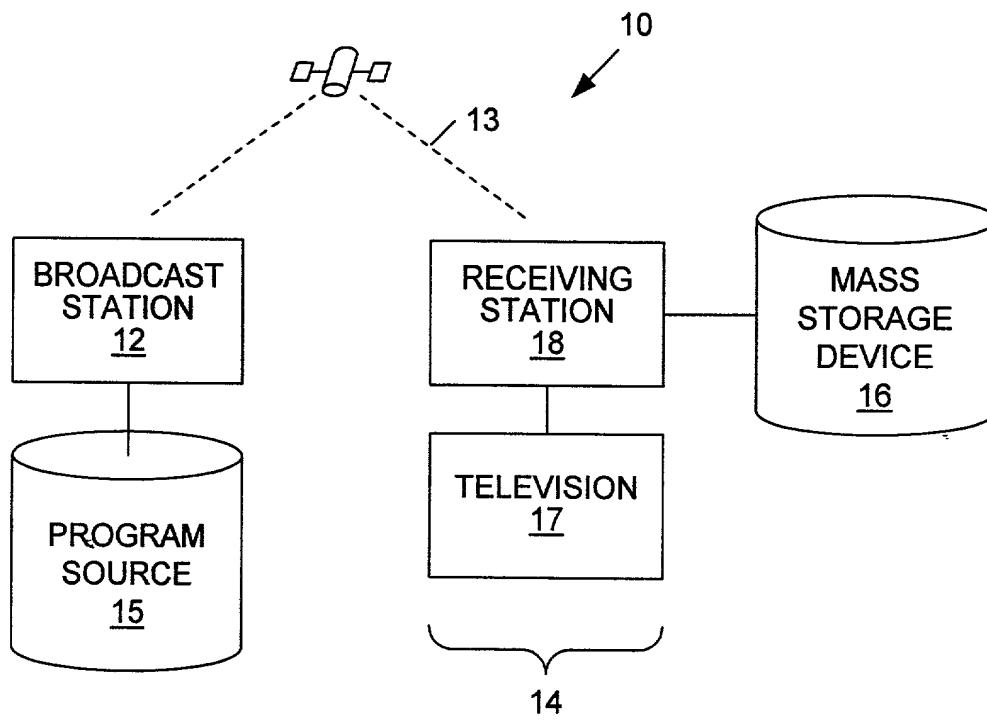 10
13
BROADCAST
STATION
12
RECEIVING
STATION
18
MASS
STORAGE
DEVICE
16
PROGRAM
SOURCE
15
TELEVISION
17
14